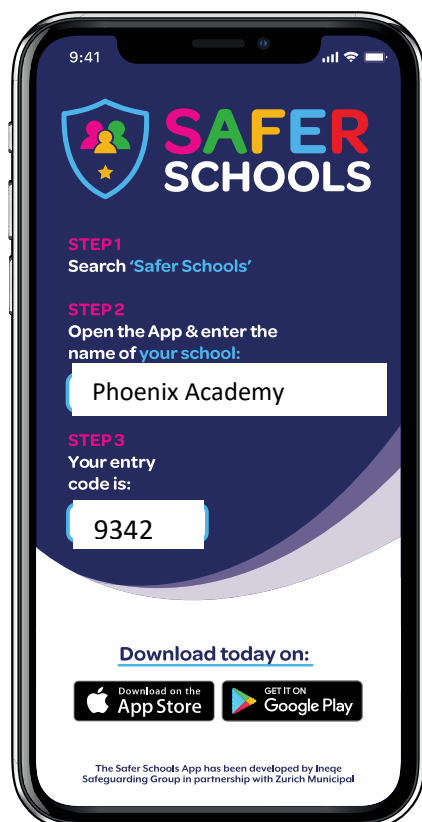 9:41
SAFER
SCHOOLS
STEP 1
Search ‘Safer Schools’
STEP 2
Open the App & enter the
name of your school:
Phoenix Academy
STEP 3
Your entry
code is:
9342
Download today on:
Download on the
App Store
GET IT ON
Google Play
The Safer Schools App has been developed by Ineqe
Safeguarding Group in partnership with Zurich Municipal